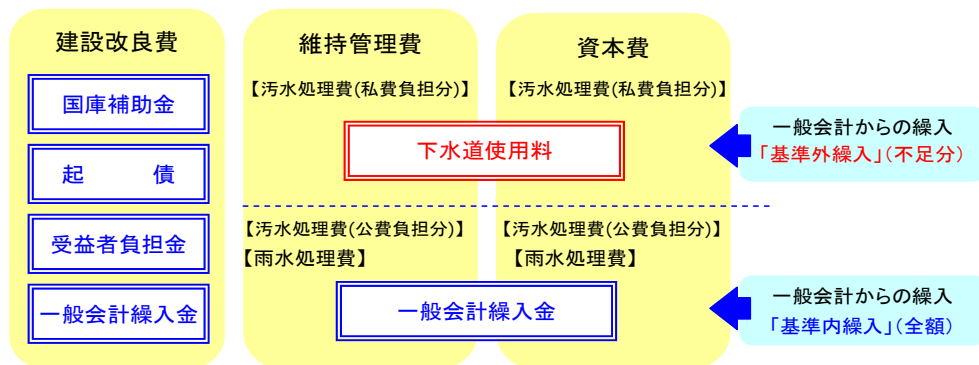 建設改良費
国庫補助金
起　　債
受益者負担金
一般会計繰入金
維持管理費
資本費
【汚水処理費(私費負担分)】
【汚水処理費(私費負担分)】
下水道使用料
【汚水処理費(公費負担分)】
【雨水処理費】
【汚水処理費(公費負担分)】
【雨水処理費】
一般会計繰入金
一般会計からの繰入
「基準外繰入」(不足分)
一般会計からの繰入
「基準内繰入」(全額)